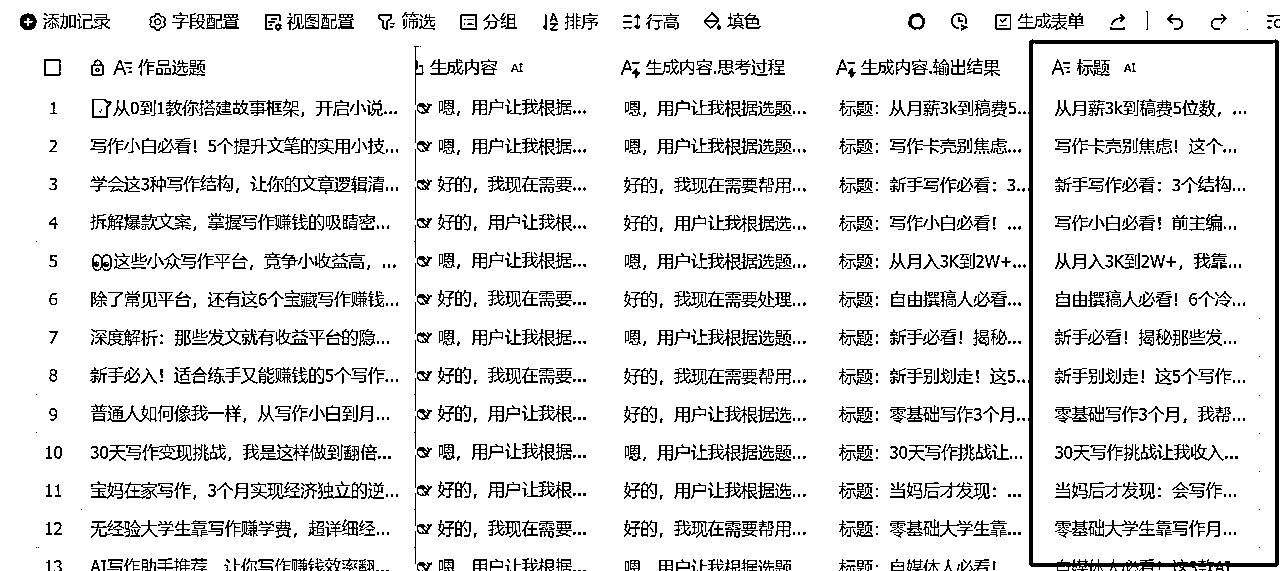 添加记录 字段配置 视图配置 筛选 分组 排序 行高 填色 生成表单
作品选题 生成内容 AI 生成内容.思考过程 生成内容.输出结果 标题 AI
1 从0到1教你搭建故事框架，开启小说... 嗯，用户让我根据... 嗯，用户让我根据选题... 标题：从月薪3k到稿费5... 从月薪3k到稿费5位数，...
2 写作小白必看！5个提升文笔的实用小技... 嗯，用户让我根据... 嗯，用户让我根据选题... 标题：写作卡壳别焦虑... 写作卡壳别焦虑！这个...
3 学会这3种写作结构，让你的文章逻辑清... 好的，我现在需要... 好的，我现在需要帮用... 标题：新手写作必看：3... 新手写作必看：3个结构...
4 拆解爆款文案，掌握写作赚钱的吸睛密... 好的，用户让我根... 好的，用户让我根据选... 标题：写作小白必看！... 写作小白必看！前主编...
5 👀这些小众写作平台，竞争小收益高，... 嗯，用户让我根据... 嗯，用户让我根据选题... 标题：从月入3K到2W+... 从月入3K到2W+，我靠...
6 除了常见平台，还有这6个宝藏写作赚钱... 嗯，我现在需要... 嗯，我现在需要处理... 标题：自由撰稿人必看... 自由撰稿人必看！6个冷...
7 深度解析：那些发文就有收益平台的隐... 嗯，用户让我根据... 嗯，用户让我根据选题... 标题：新手必看！揭秘... 新手必看！揭秘那些发...
8 新手必入！适合练手又能赚钱的5个写作... 好的，我现在需要... 好的，我现在需要帮用... 标题：新手别划走！这5... 新手别划走！这5个写作...
9 普通人如何像我一样，从写作小白到月... 好的，用户让我根... 好的，用户让我根据选... 标题：零基础写作3个月... 零基础写作3个月，我帮...
10 30天写作变现挑战，我是这样做到翻倍... 嗯，用户让我根据... 嗯，用户让我根据选题... 标题：30天写作挑战让... 30天写作挑战让我收入...
11 宝妈在家写作，3个月实现经济独立的逆... 好的，用户让我根... 好的，用户让我根据选... 标题：当妈后才发现：... 当妈后才发现：会写作...
12 无经验大学生靠写作赚学费，超详细经... 好的，我现在需要... 好的，我现在需要帮用... 标题：零基础大学生靠... 零基础大学生靠写作月...
13 AI写作助手推荐，让你写作赚钱效率翻... 嗯，用户让我根据... 嗯，用户让我根据选题... 标题：自媒体人必看！ 自媒体人必看！这5款AI